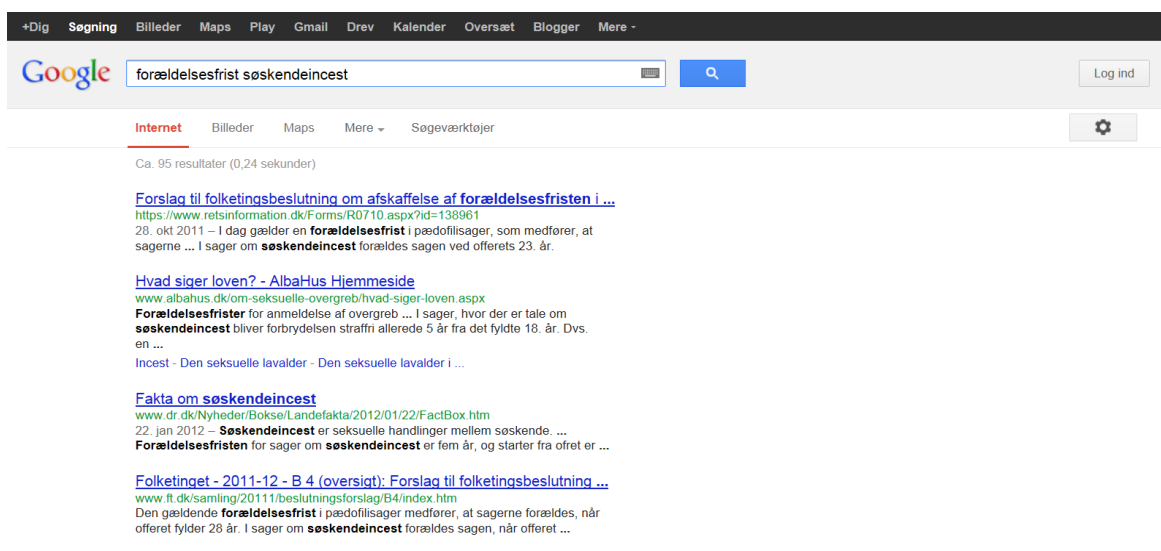 +Dig Søgning Billeder Maps Play Gmail Drev Kalender Oversæt Blogger Mere
Google forældelsesfrist søskendeincest Log ind
Internet Billeder Maps Mere Søgeværktøjer
Ca. 95 resultater (0,24 sekunder)
Forslag til folketingsbeslutning om afskaffelse af forældelsesfristen i ...
https://www.retsinformation.dk/Forms/R0710.aspx?id=138961
28. okt 2011 – I dag gælder en forældelsesfrist i pædofilisager, som medfører, at
sagerne ... I sager om søskendeincest forældes sagen ved offerets 23. år.
Hvad siger loven? - AlbaHus Hjemmeside
www.albahus.dk/om-seksuelle-overgreb/hvad-siger-loven.aspx
Forældelsesfrister for anmeldelse af overgreb ... I sager, hvor der er tale om
søskendeincest bliver forbrydelsen straffri allerede 5 år fra det fyldte 18. år. Dvs.
en ...
Incest - Den seksuelle lavalder - Den seksuelle lavalder i ...
Fakta om søskendeincest
www.dr.dk/Nyheder/Bokse/Landefakta/2012/01/22/FactBox.htm
22. jan 2012 – Søskendeincest er seksuelle handlinger mellem søskende. ...
Forældelsesfristen for sager om søskendeincest er fem år, og starter fra ofret er ...
Folketinget - 2011-12 - B 4 (oversigt): Forslag til folketingsbeslutning ...
www.ft.dk/samling/20111/beslutningsforslag/B4/index.htm
Den gældende forældelsesfrist i pædofilisager medfører, at sagerne forældes, når
offeret fylder 28 år. I sager om søskendeincest forældes sagen, når offeret ...